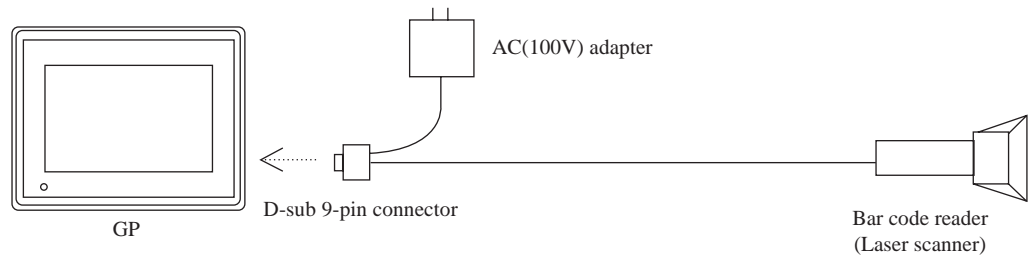 AC(100V) adapter
D-sub 9-pin connector
GP
Bar code reader
(Laser scanner)